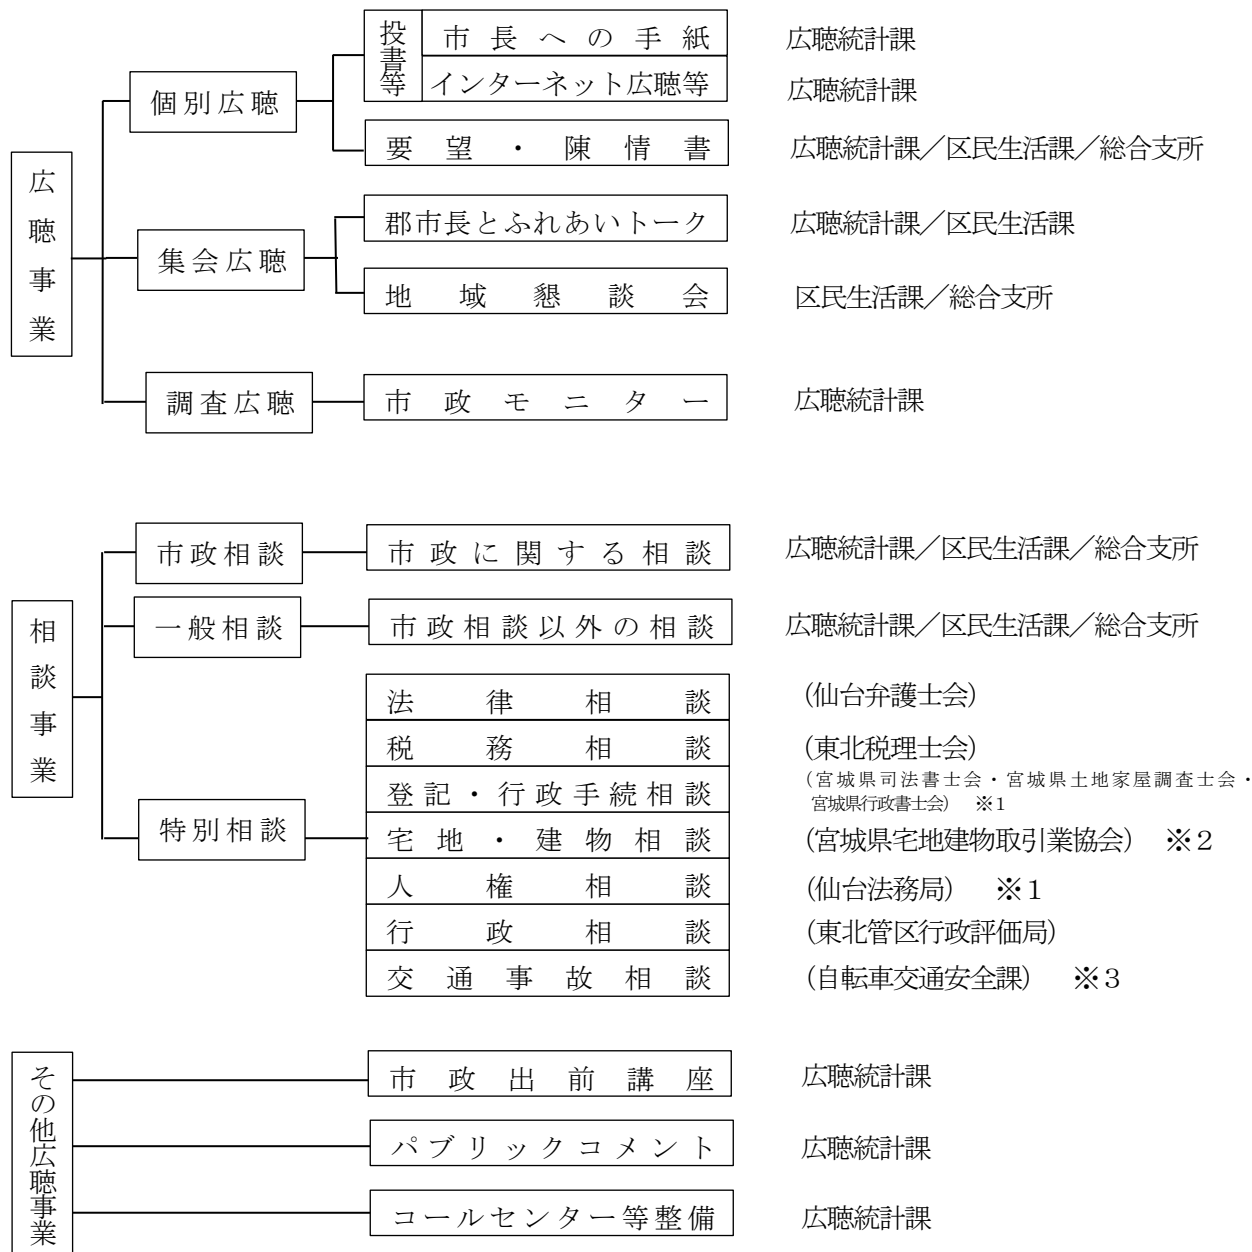 広聴事業
個別広聴
投書等
市長への手紙 広聴統計課
インターネット広聴等 広聴統計課
要望・陳情書 広聴統計課／区民生活課／総合支所
集会広聴
郡市長とふれあいトーク 広聴統計課／区民生活課
地域懇談会 区民生活課／総合支所
調査広聴
市政モニター 広聴統計課
相談事業
市政相談
市政に関する相談 広聴統計課／区民生活課／総合支所
一般相談
市政相談以外の相談 広聴統計課／区民生活課／総合支所
特別相談
法律相談 (仙台弁護士会)
税務相談 (東北税理士会)
登記・行政手続相談 (宮城県司法書士会・宮城県土地家屋調査士会・
宮城県行政書士会) ※1
宅地・建物相談 (宮城県宅地建物取引業協会) ※2
人権相談 (仙台法務局) ※1
行政相談 (東北管区行政評価局)
交通事故相談 (自転車交通安全課) ※3
その他広聴事業
市政出前講座 広聴統計課
パブリックコメント 広聴統計課
コールセンター等整備 広聴統計課